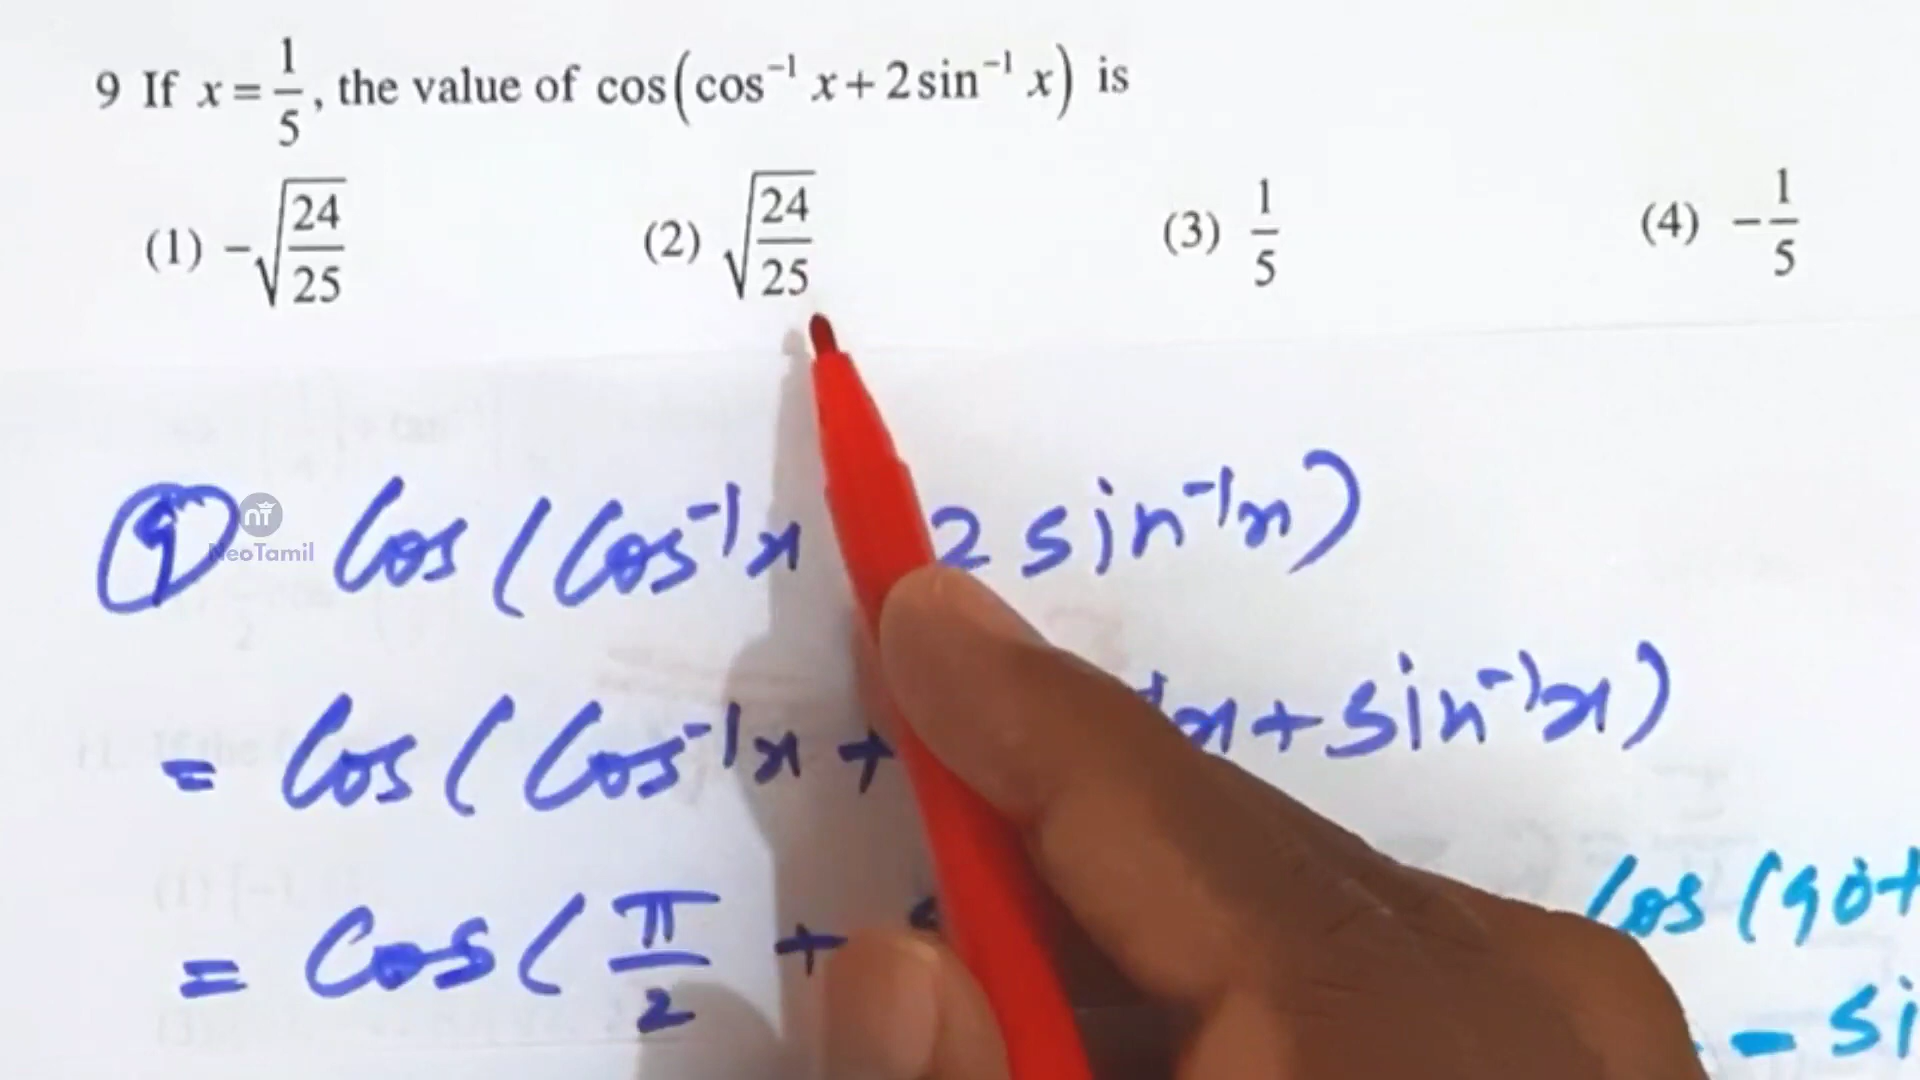 9 If x = 1/5, the value of cos(cos⁻¹ x + 2 sin⁻¹ x) is
(1) -√(24/25) (2) √(24/25) (3) 1/5 (4) -1/5
9 cos(cos⁻¹x 2 sin⁻¹x)
NeoTamil
= cos(cos⁻¹x + x + sin⁻¹x)
cos(90+
= cos(π/2 +
- si